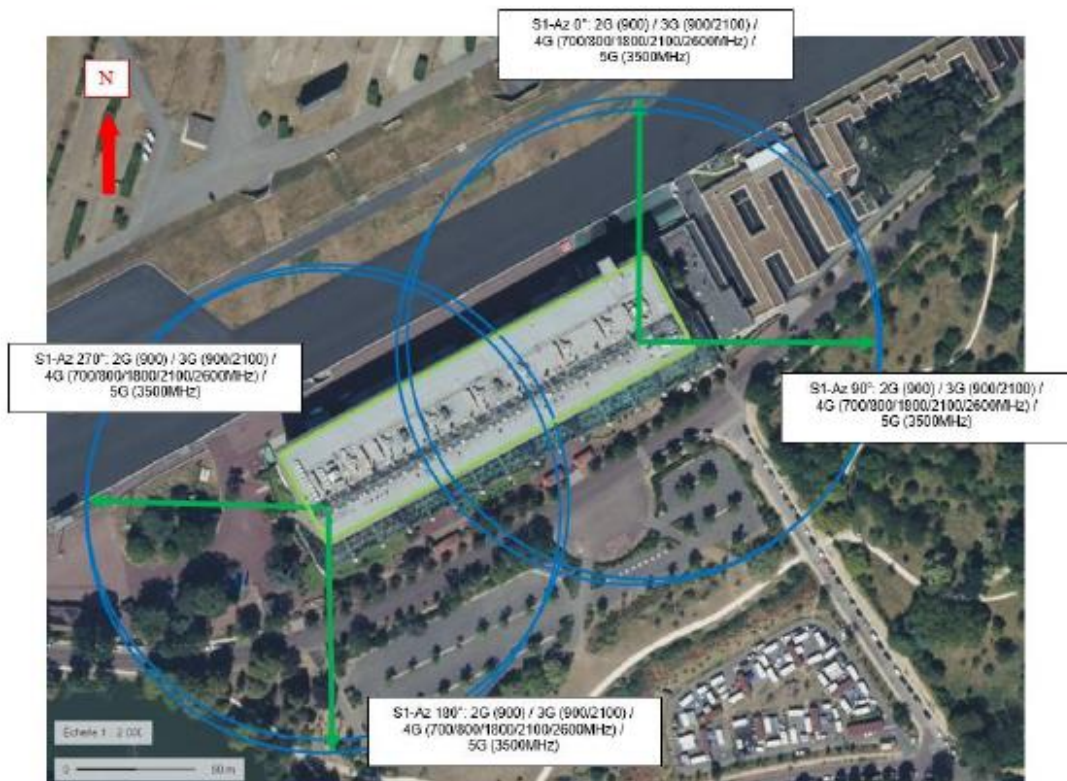 S1-Az 0°: 2G (900) / 3G (900/2100) /
4G (700/800/1800/2100/2600MHz) /
5G (3500MHz)
N
S1-Az 270°: 2G (900) / 3G (900/2100) /
4G (700/800/1800/2100/2600MHz) /
5G (3500MHz)
S1-Az 90°: 2G (900) / 3G (900/2100) /
4G (700/800/1800/2100/2600MHz) /
5G (3500MHz)
S1-Az 180°: 2G (900) / 3G (900/2100) /
4G (700/800/1800/2100/2600MHz) /
5G (3500MHz)
Echelle 1 : 2 000
0 60 m